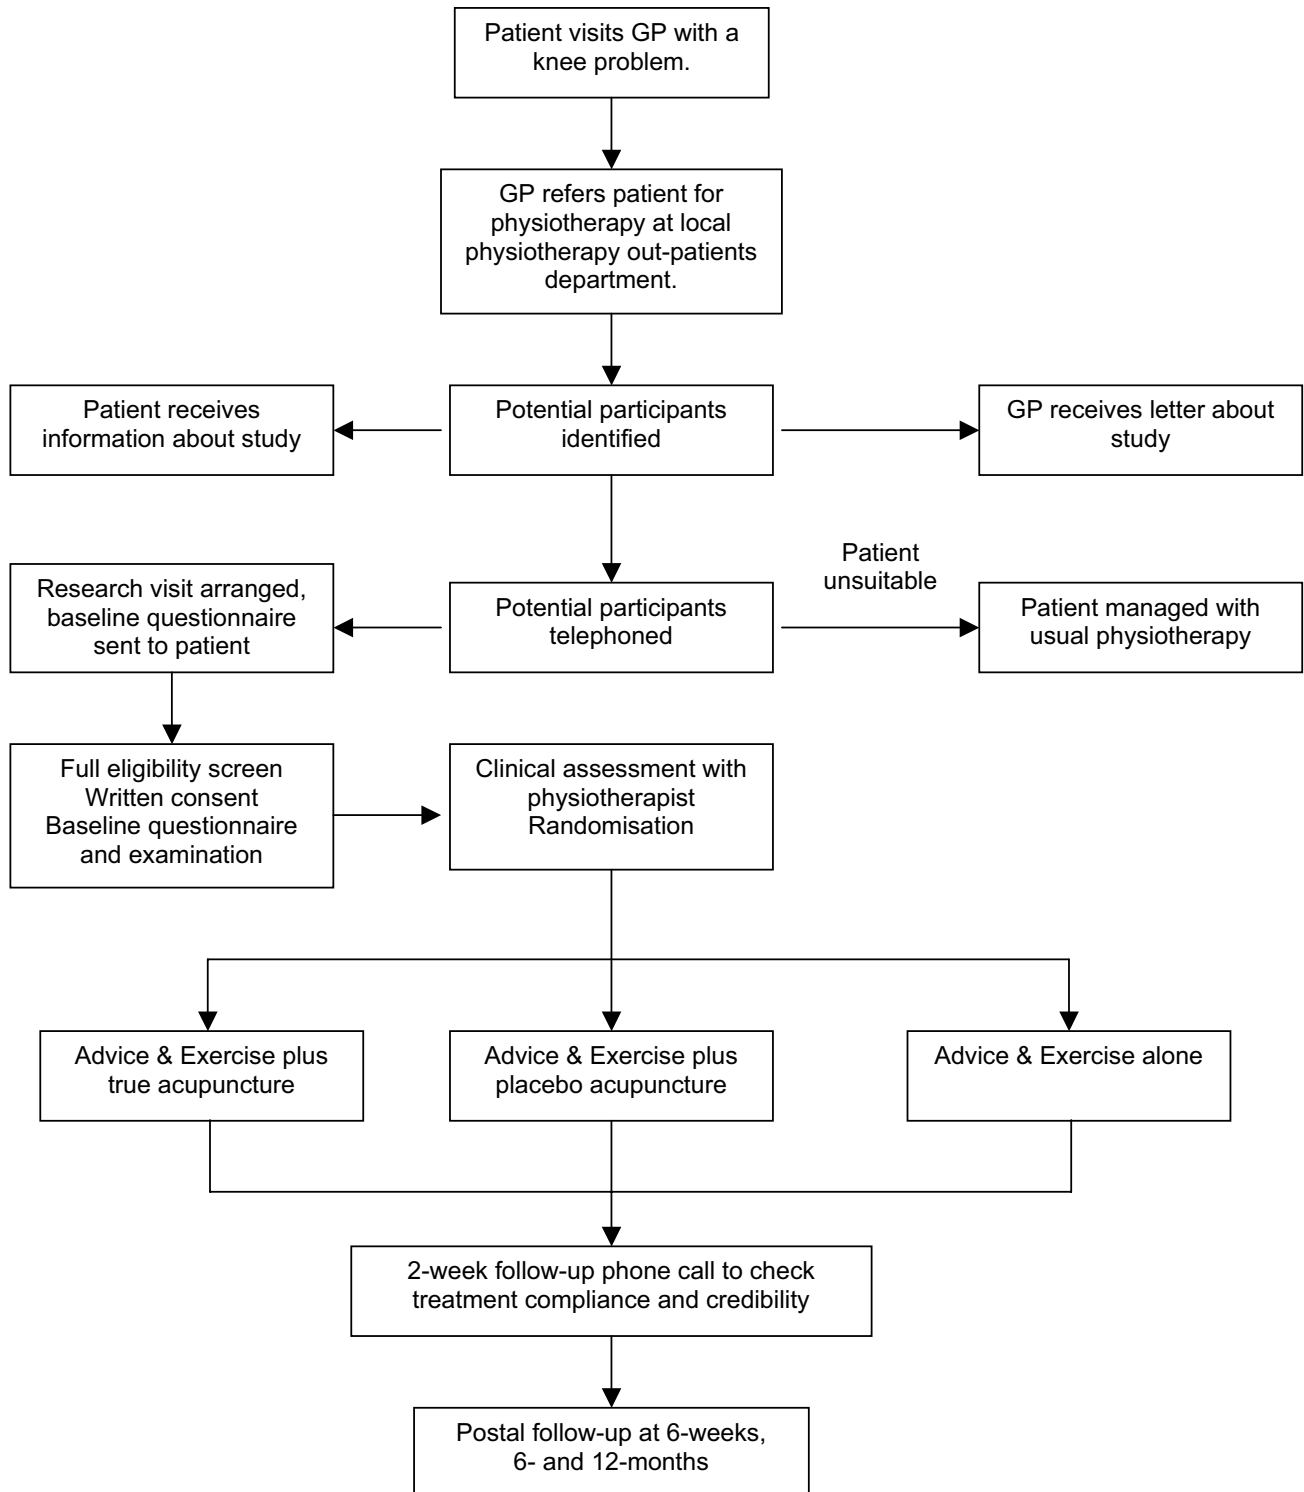 Patient visits GP with a
knee problem.
GP refers patient for
physiotherapy at local
physiotherapy out-patients
department.
Patient receives
information about study
Potential participants
identified
GP receives letter about
study
Research visit arranged,
baseline questionnaire
sent to patient
Potential participants
telephoned
Patient
unsuitable
Patient managed with
usual physiotherapy
Full eligibility screen
Written consent
Baseline questionnaire
and examination
Clinical assessment with
physiotherapist
Randomisation
Advice & Exercise plus
true acupuncture
Advice & Exercise plus
placebo acupuncture
Advice & Exercise alone
2-week follow-up phone call to check
treatment compliance and credibility
Postal follow-up at 6-weeks,
6- and 12-months